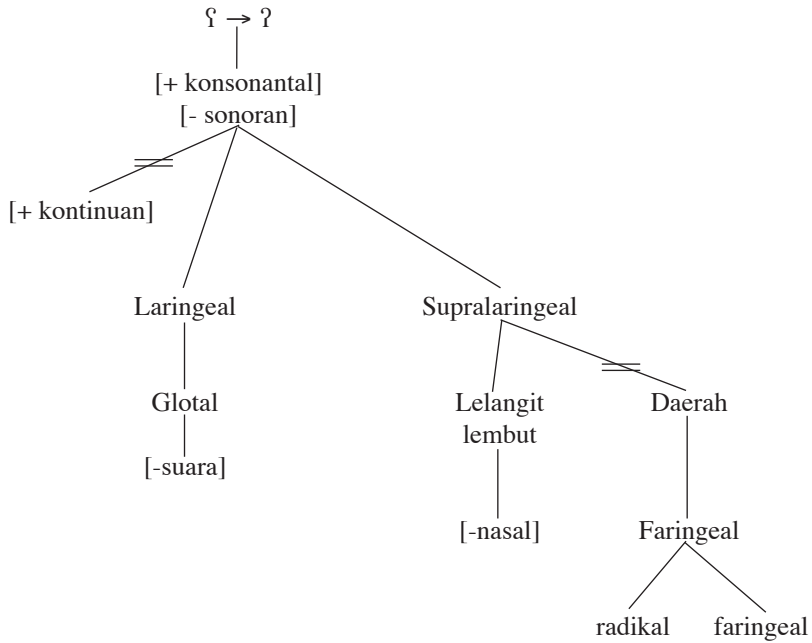 ʕ → ʔ
[+ konsonantal]
[- sonoran]
[+ kontinuan]
Laringeal Supralaringeal
Glotal Lelangit Daerah
lembut
[-suara]
[-nasal] Faringeal
radikal faringeal